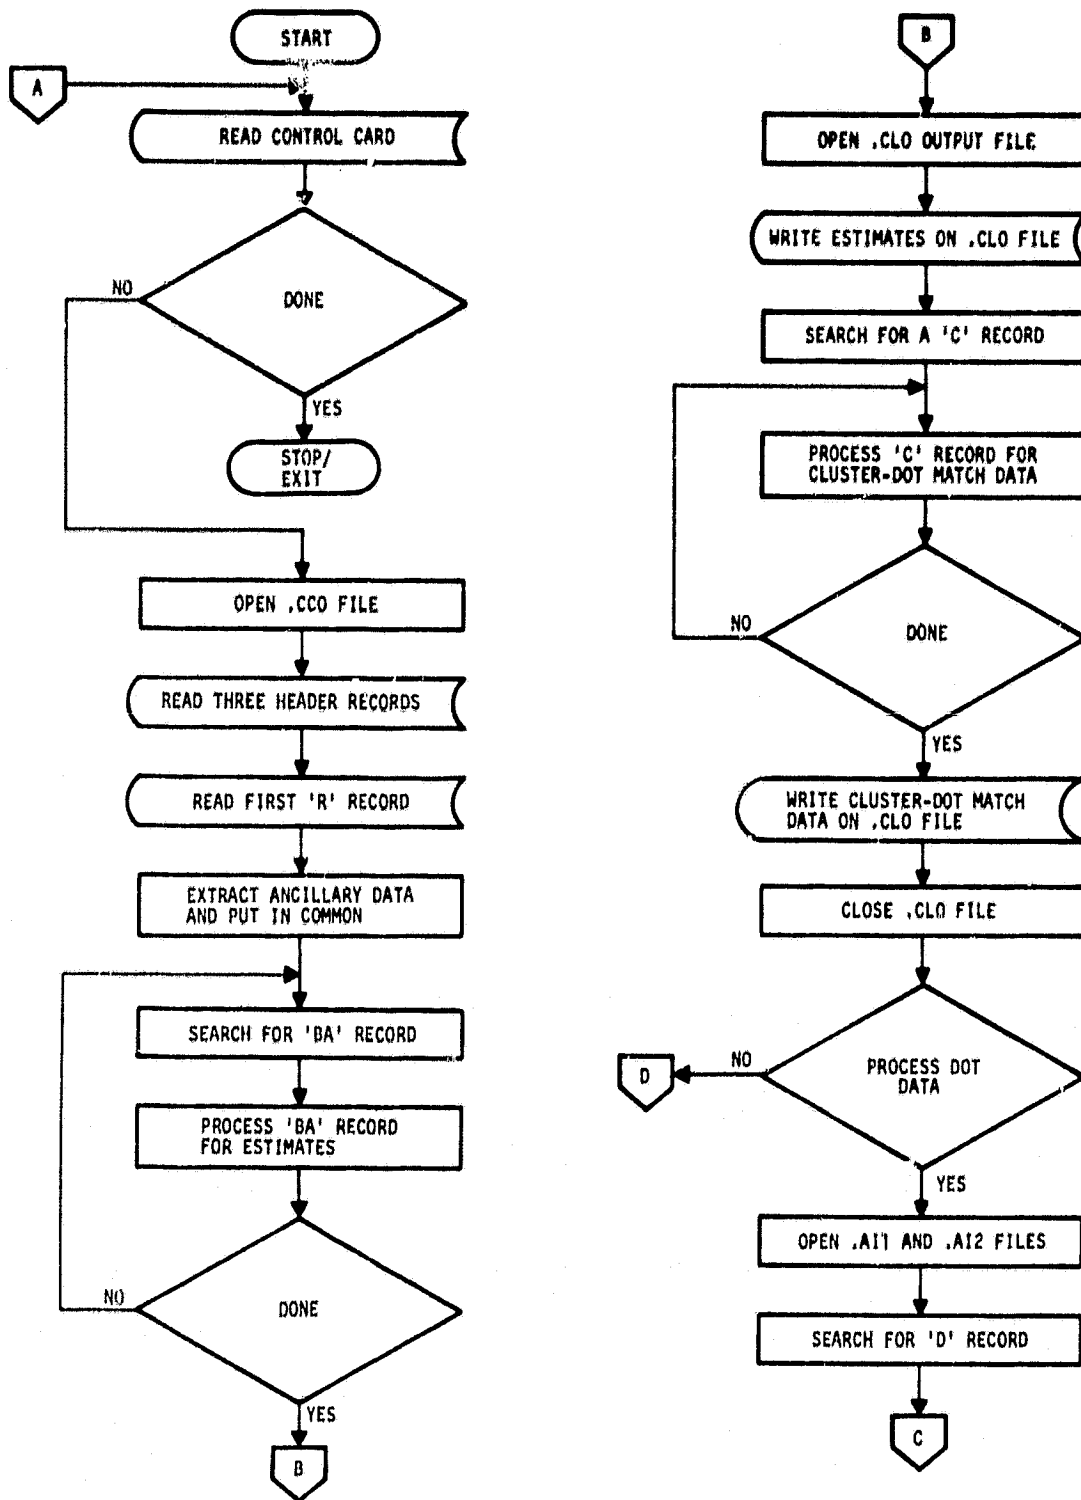 START
A
READ CONTROL CARD
NO
DONE
YES
STOP/
EXIT
OPEN .CCO FILE
READ THREE HEADER RECORDS
READ FIRST 'R' RECORD
EXTRACT ANCILLARY DATA
AND PUT IN COMMON
SEARCH FOR 'BA' RECORD
PROCESS 'BA' RECORD
FOR ESTIMATES
NO
DONE
YES
B
B
OPEN .CLO OUTPUT FILE
WRITE ESTIMATES ON .CLO FILE
SEARCH FOR A 'C' RECORD
PROCESS 'C' RECORD FOR
CLUSTER-DOT MATCH DATA
NO
DONE
YES
WRITE CLUSTER-DOT MATCH
DATA ON .CLO FILE
CLOSE .CLO FILE
D
NO
PROCESS DOT
DATA
YES
OPEN .AI1 AND .AI2 FILES
SEARCH FOR 'D' RECORD
C